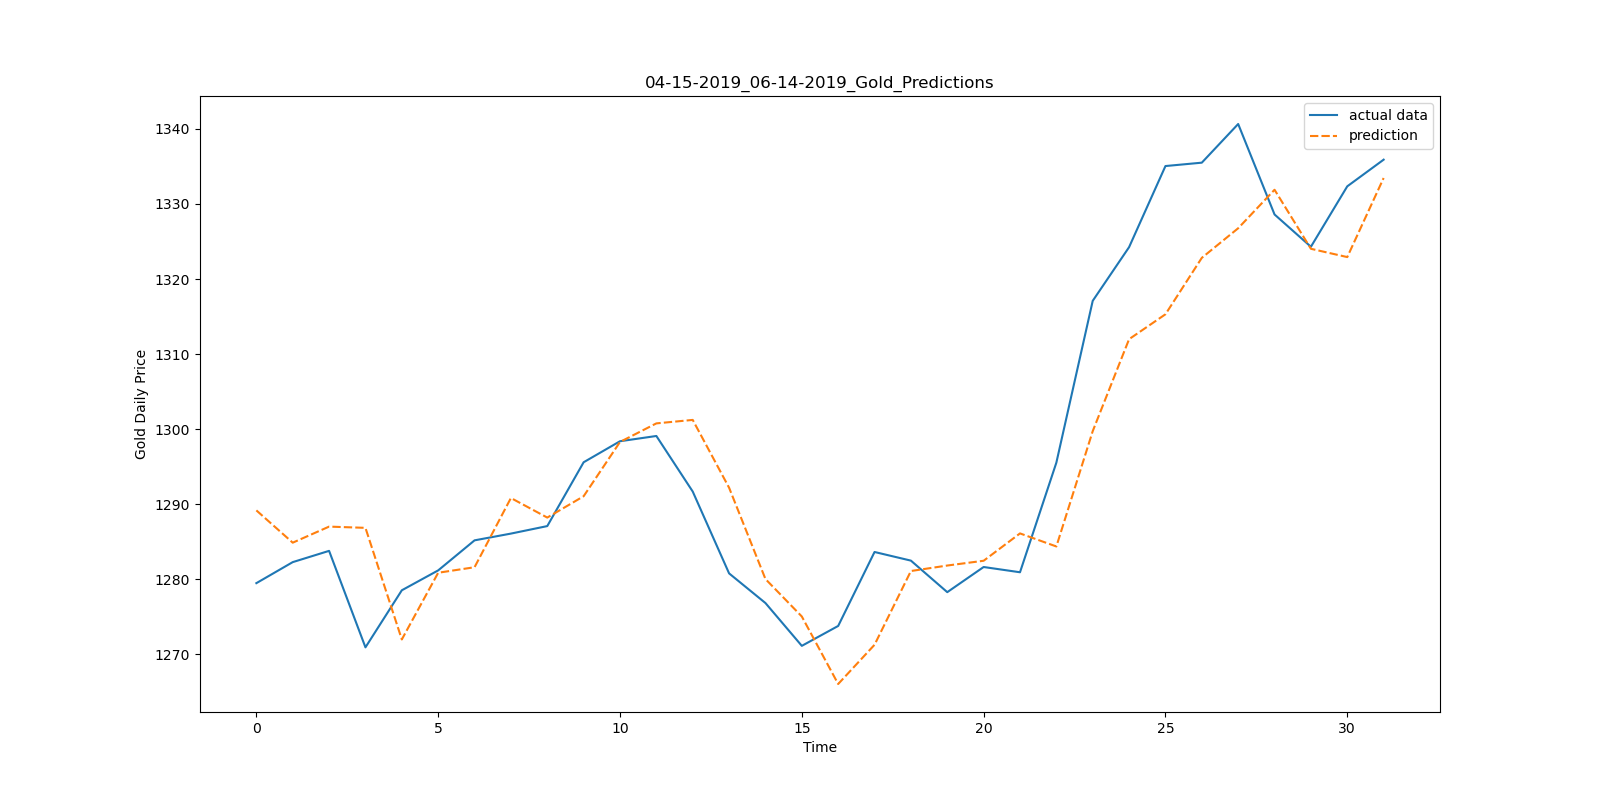 04-15-2019_06-14-2019_Gold_Predictions
actual data
prediction
Gold Daily Price
1340
1330
1320
1310
1300
1290
1280
1270
0 5 10 15 20 25 30
Time